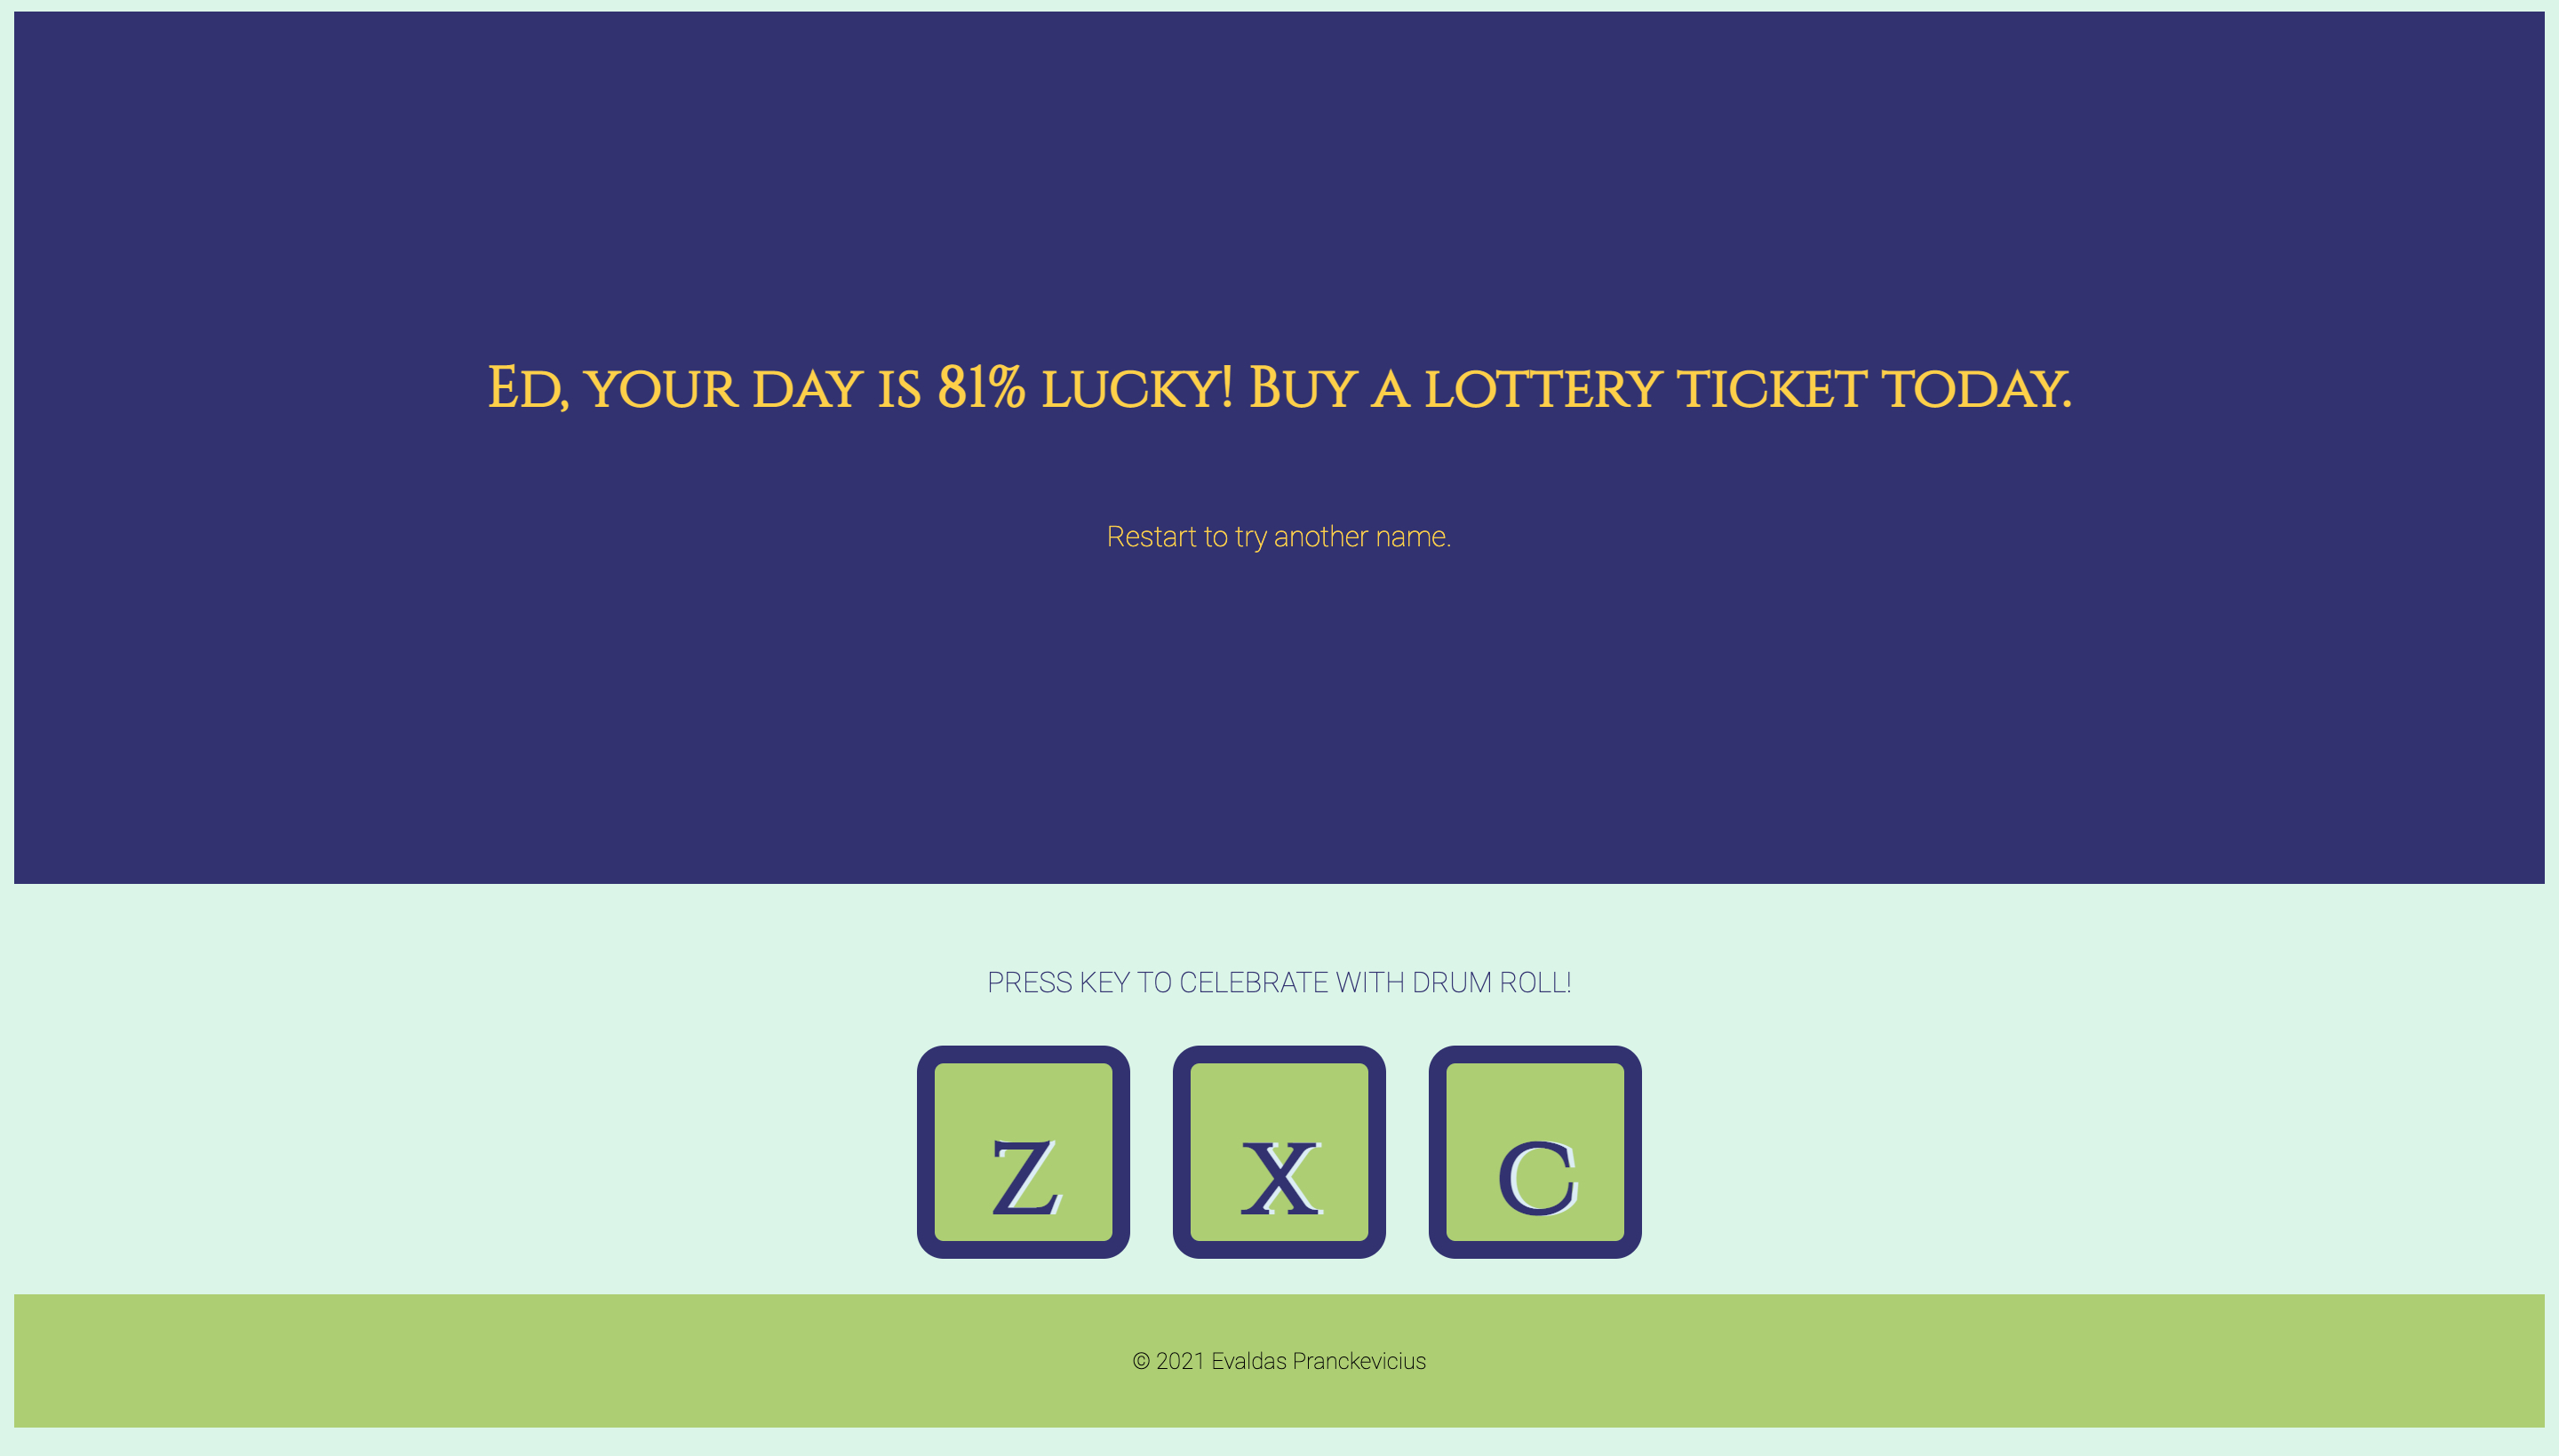 Ed, your day is 81% lucky! Buy a lottery ticket today.
Restart to try another name.
PRESS KEY TO CELEBRATE WITH DRUM ROLL!
Z X C
© 2021 Evaldas Pranckevicius